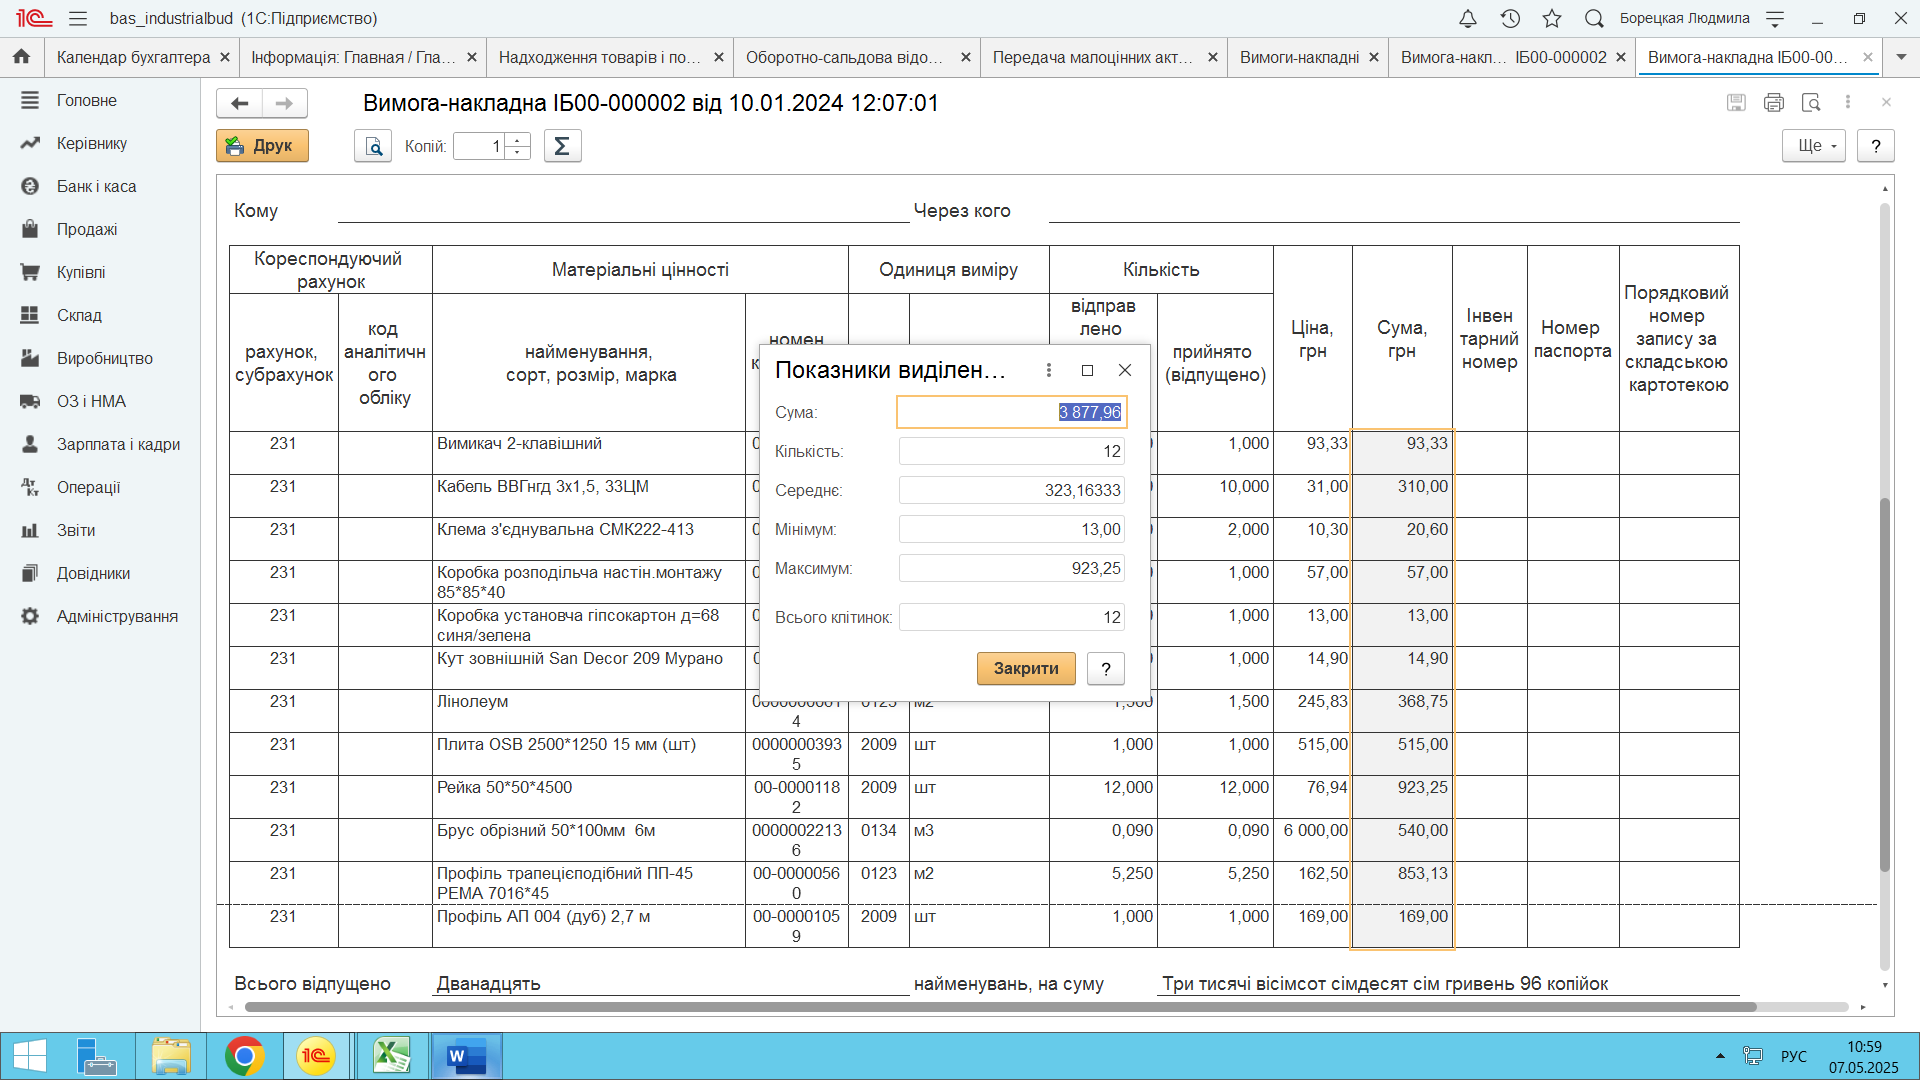 bas_industrialbud (1С:Підприємство)
Борецкая Людмила
Календар бухгалтера
Інформація: Главная / Гла...
Надходження товарів і по...
Оборотно-сальдова відо...
Передача малоцінних акт...
Вимоги-накладні
Вимога-накл... ІБ00-000002
Вимога-накладна ІБ00-00...
Головне
Керівнику
Банк і каса
Продажі
Купівлі
Склад
Виробництво
ОЗ і НМА
Зарплата і кадри
Операції
Звіти
Довідники
Адміністрування
Вимога-накладна ІБ00-000002 від 10.01.2024 12:07:01
Друк
Копій: 1
Σ
Ще
?
Кому
Через кого
Кореспондуючий рахунок
Матеріальні цінності
Одиниця виміру
Кількість
Ціна, грн
Сума, грн
Інвен тарний номер
Номер паспорта
Порядковий номер запису за складською картотекою
рахунок, субрахунок
код аналітичн ого обліку
найменування, сорт, розмір, марка
номен
відправ лено
прийнято (відпущено)
231 Вимикач 2-клавішний 1,000 93,33 93,33
231 Кабель ВВГнгд 3х1,5, ЗЗЦМ 10,000 31,00 310,00
231 Клема з'єднувальна СМК222-413 2,000 10,30 20,60
231 Коробка розподільча настін.монтажу 85*85*40 1,000 57,00 57,00
231 Коробка установча гіпсокартон д=68 синя/зелена 1,000 13,00 13,00
231 Кут зовнішній San Decor 209 Мурано 1,000 14,90 14,90
231 Лінолеум 4 м2 1,500 245,83 368,75
231 Плита OSB 2500*1250 15 мм (шт) 00000003935 2009 шт 1,000 1,000 515,00 515,00
231 Рейка 50*50*4500 00-00001182 2009 шт 12,000 12,000 76,94 923,25
231 Брус обрізний 50*100мм 6м 00000022136 0134 м3 0,090 0,090 6 000,00 540,00
231 Профіль трапецієподібний ПП-45 РЕМА 7016*45 00-00000560 0123 м2 5,250 5,250 162,50 853,13
231 Профіль АП 004 (дуб) 2,7 м 00-00001059 2009 шт 1,000 1,000 169,00 169,00
Всього відпущено Дванадцять найменувань, на суму Три тисячі вісімсот сімдесят сім гривень 96 копійок
Показники виділен...
Сума: 3 877,96
Кількість: 12
Середнє: 323,16333
Мінімум: 13,00
Максимум: 923,25
Всього клітинок: 12
Закрити
?
РУС
10:59
07.05.2025